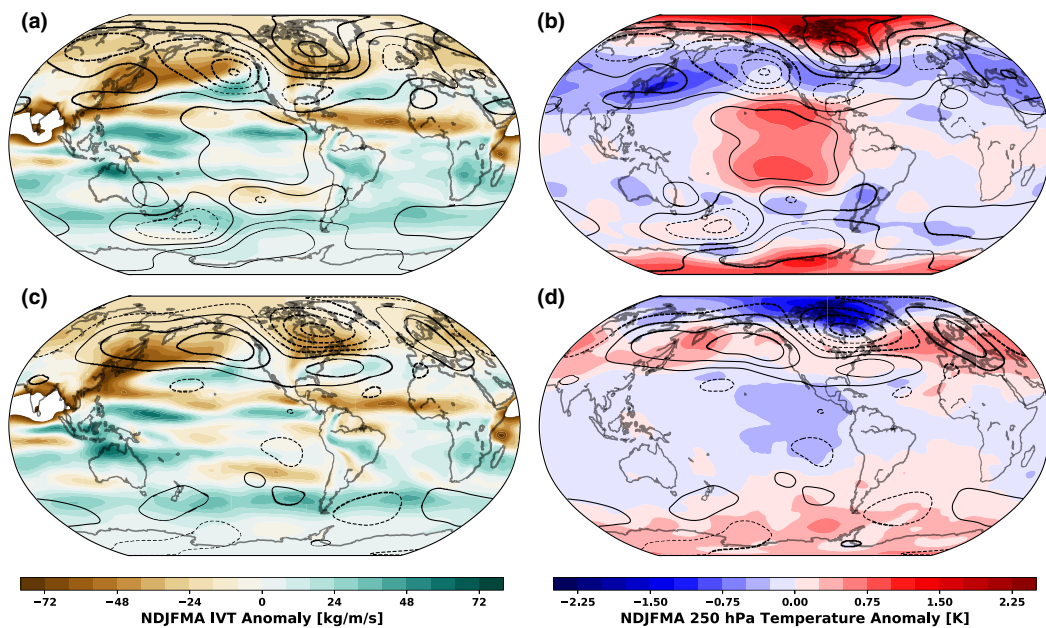 (a)
(b)
(c)
(d)
−72 −48 −24 0 24 48 72
NDJFMA IVT Anomaly [kg/m/s]
−2.25 −1.50 −0.75 0.00 0.75 1.50 2.25
NDJFMA 250 hPa Temperature Anomaly [K]